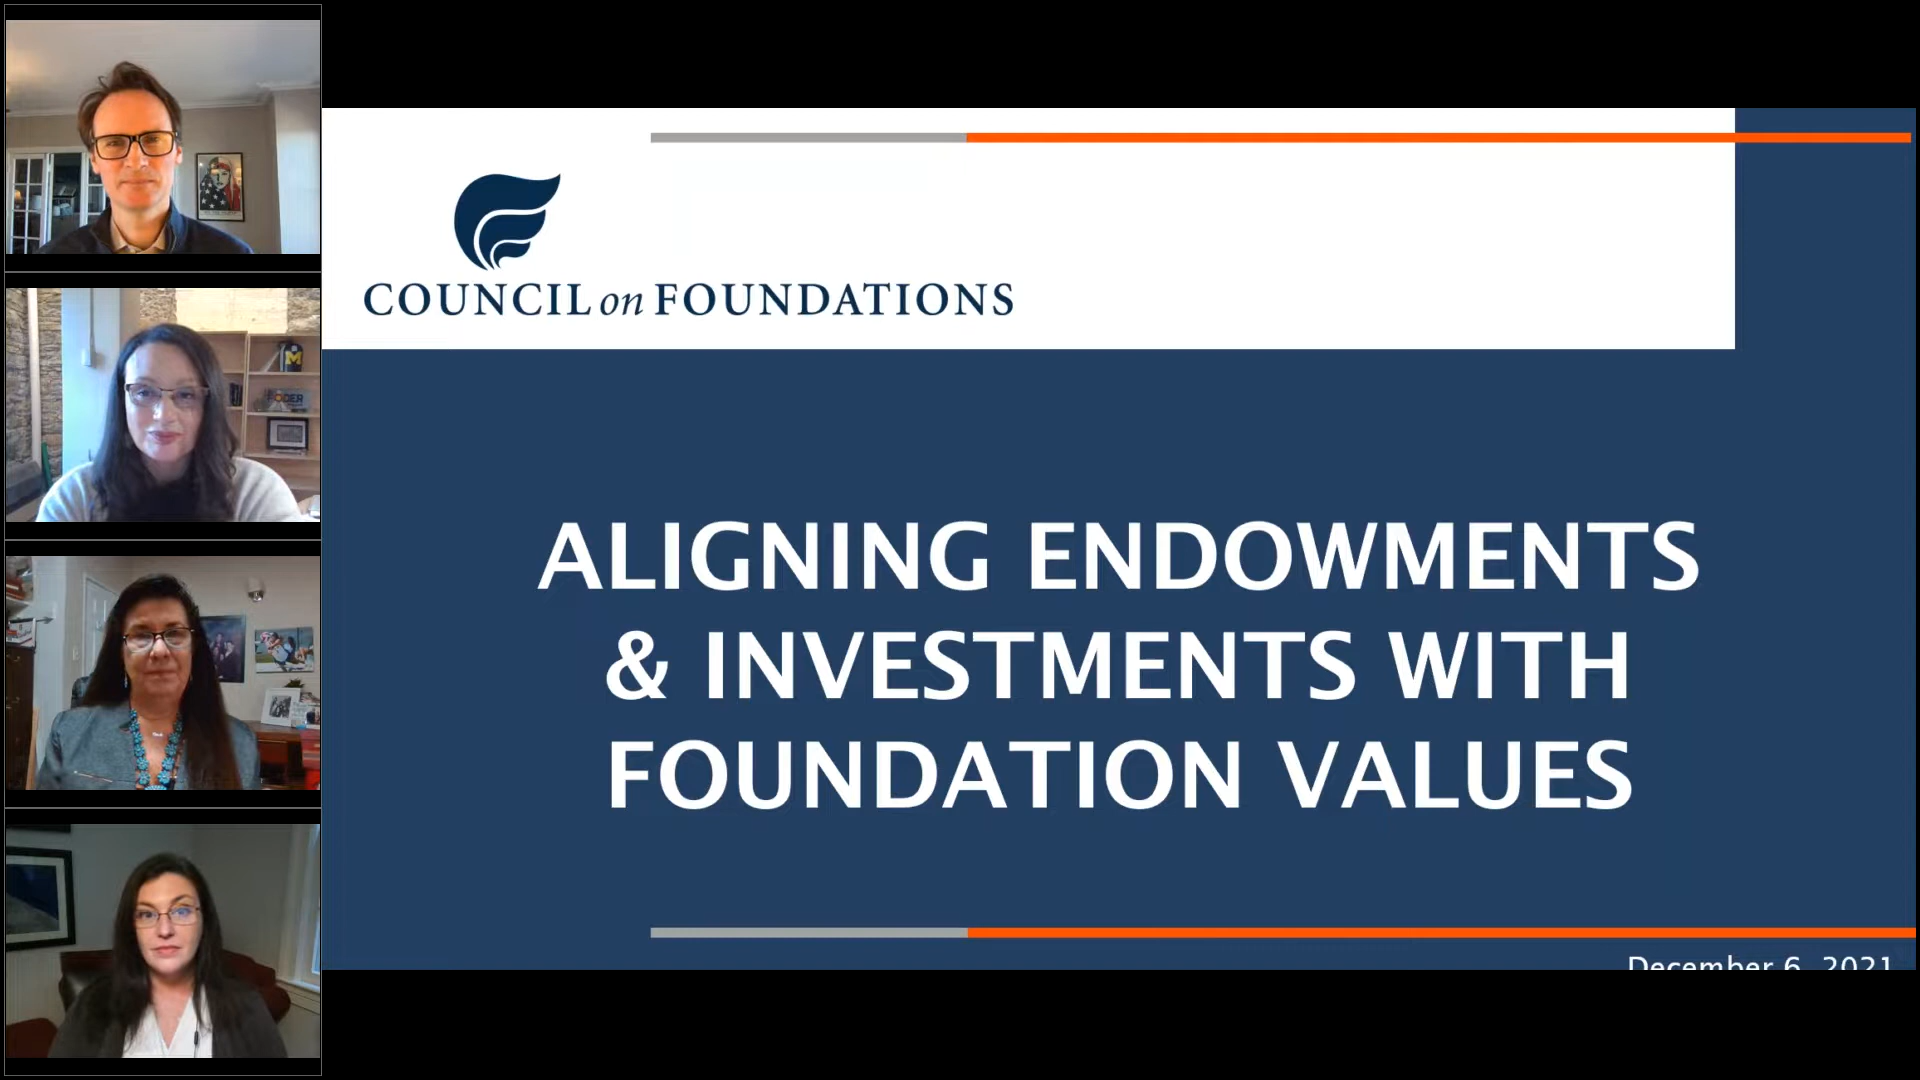 COUNCIL on FOUNDATIONS
ALIGNING ENDOWMENTS
& INVESTMENTS WITH
FOUNDATION VALUES
December 6, 2021
M